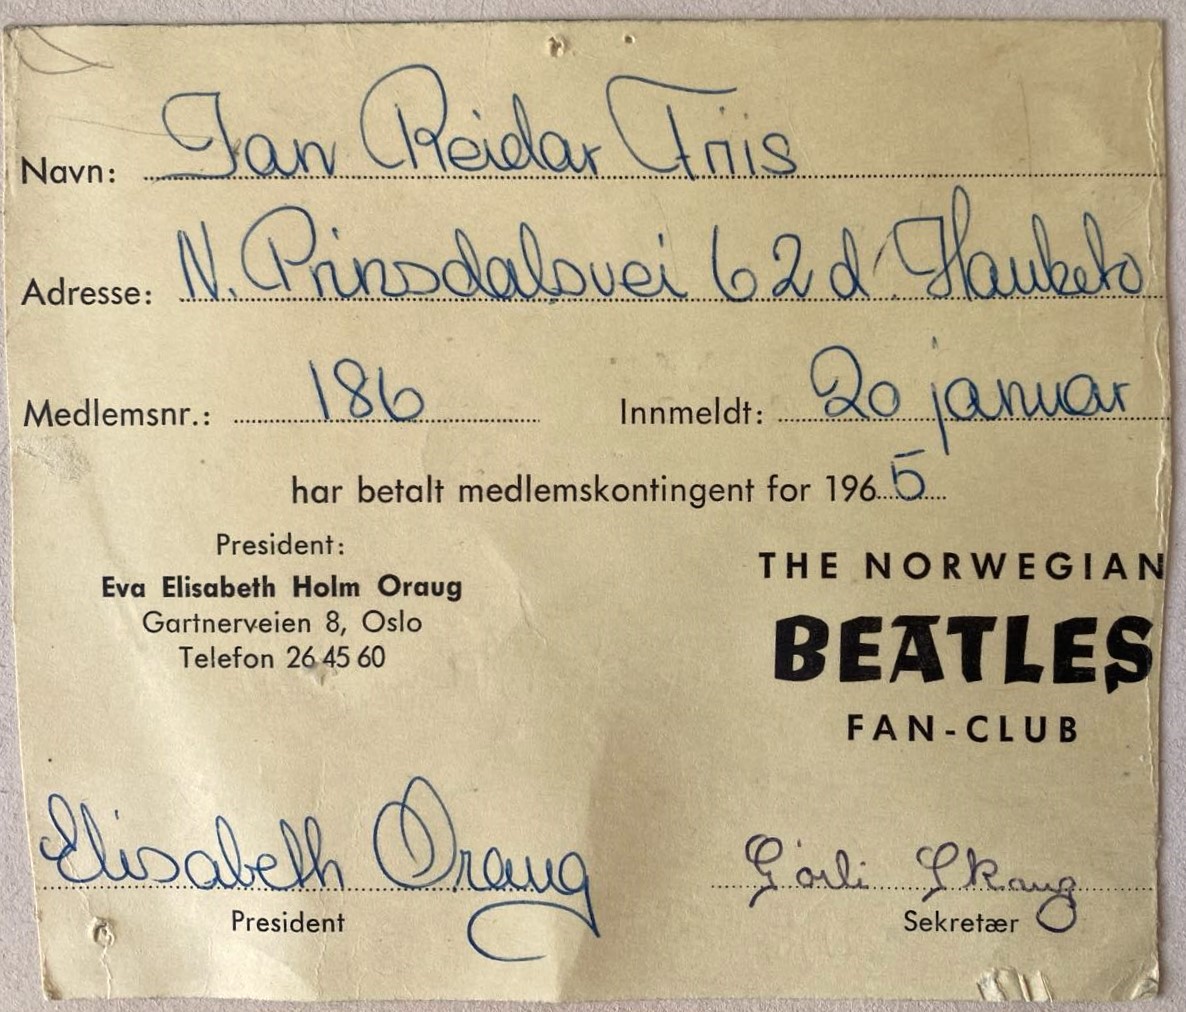 Navn: Jan Reidar Friis
Adresse: N. Prinsdalsvei 62 d. Hauketo
Medlemsnr.: 186 Innmeldt: 20 januar
har betalt medlemskontingent for 1965
President:
Eva Elisabeth Holm Oraug
Gartnerveien 8, Oslo
Telefon 26 45 60
THE NORWEGIAN
BEATLES
FAN-CLUB
Elisabeth Oraug
President
Skaug
Sekretær